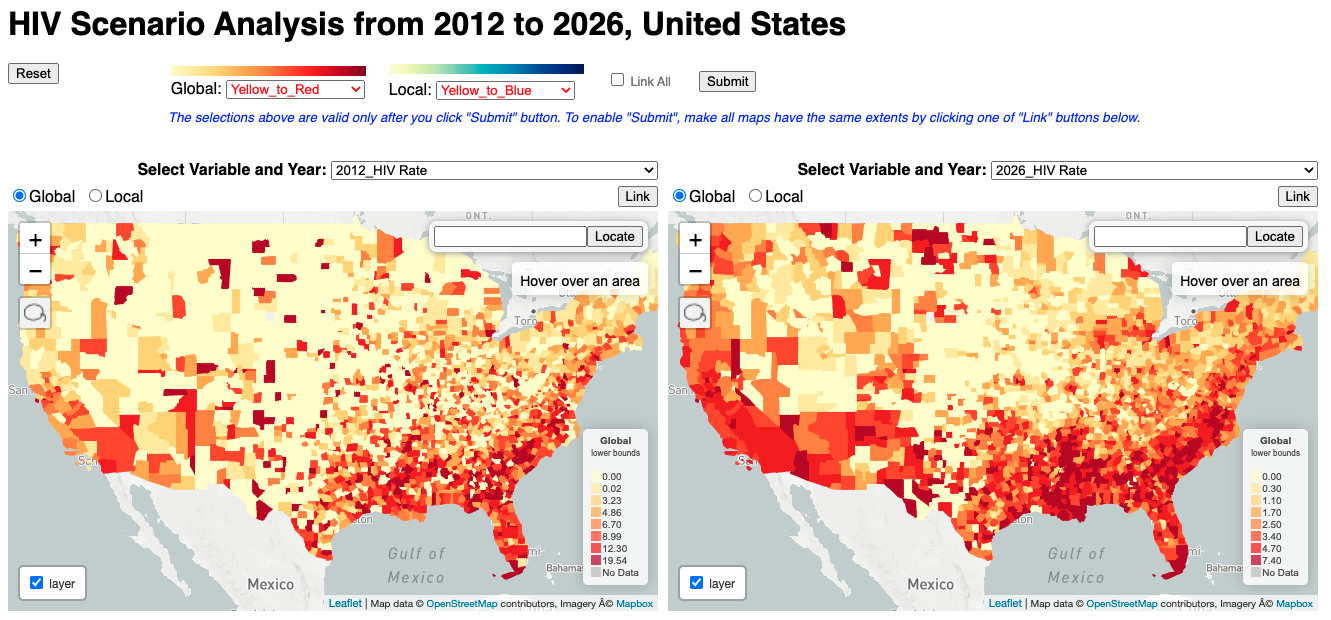 HIV Scenario Analysis from 2012 to 2026, United States
Reset
Global: Yellow_to_Red
Local: Yellow_to_Blue
Link All
Submit
The selections above are valid only after you click "Submit" button. To enable "Submit", make all maps have the same extents by clicking one of "Link" buttons below.
Select Variable and Year: 2012_HIV Rate
Global Local
Link
ONT.
+
−
Locate
Hover over an area
Toro
San
San
ston
Gulf of
Mexico
Mexico
mi
Bahamas
Global
lower bounds
0.00
0.02
3.23
4.86
6.70
8.99
12.30
19.54
No Data
layer
Leaflet | Map data © OpenStreetMap contributors, Imagery Â© Mapbox
Select Variable and Year: 2026_HIV Rate
Global Local
Link
ONT.
+
−
Locate
Hover over an area
Toro
San
ston
Gulf of
Mexico
Mexico
mi
Bahamas
Global
lower bounds
0.00
0.30
1.10
1.70
2.50
3.40
4.70
7.40
No Data
layer
Leaflet | Map data © OpenStreetMap contributors, Imagery Â© Mapbox